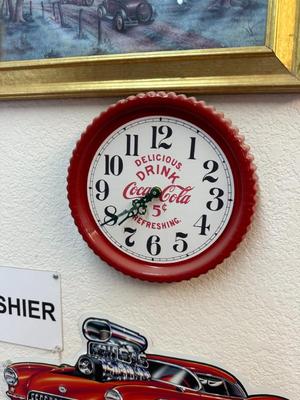 12
11 1
DELICIOUS
10 DRINK 2
9 Coca-Cola 3
5¢
8 REFRESHING. 4
7 5
6
SHIER